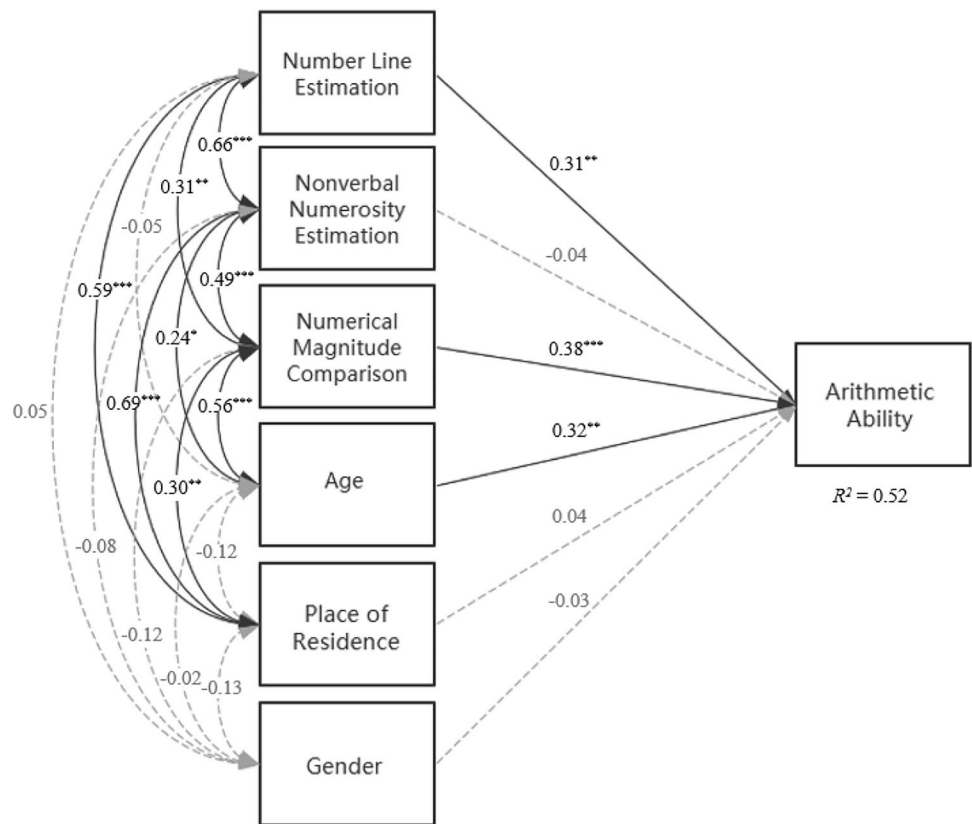 Number Line
Estimation
0.66***
0.31**
0.31**
Nonverbal
Numerosity
Estimation
-0.05
-0.04
0.49***
0.59***
Numerical
Magnitude
Comparison
0.24*
0.38***
Arithmetic
Ability
0.69***
0.56***
0.05
0.32**
Age
0.30**
R² = 0.52
0.04
-0.08
-0.12
-0.03
Place of
Residence
-0.12
-0.02
-0.13
Gender